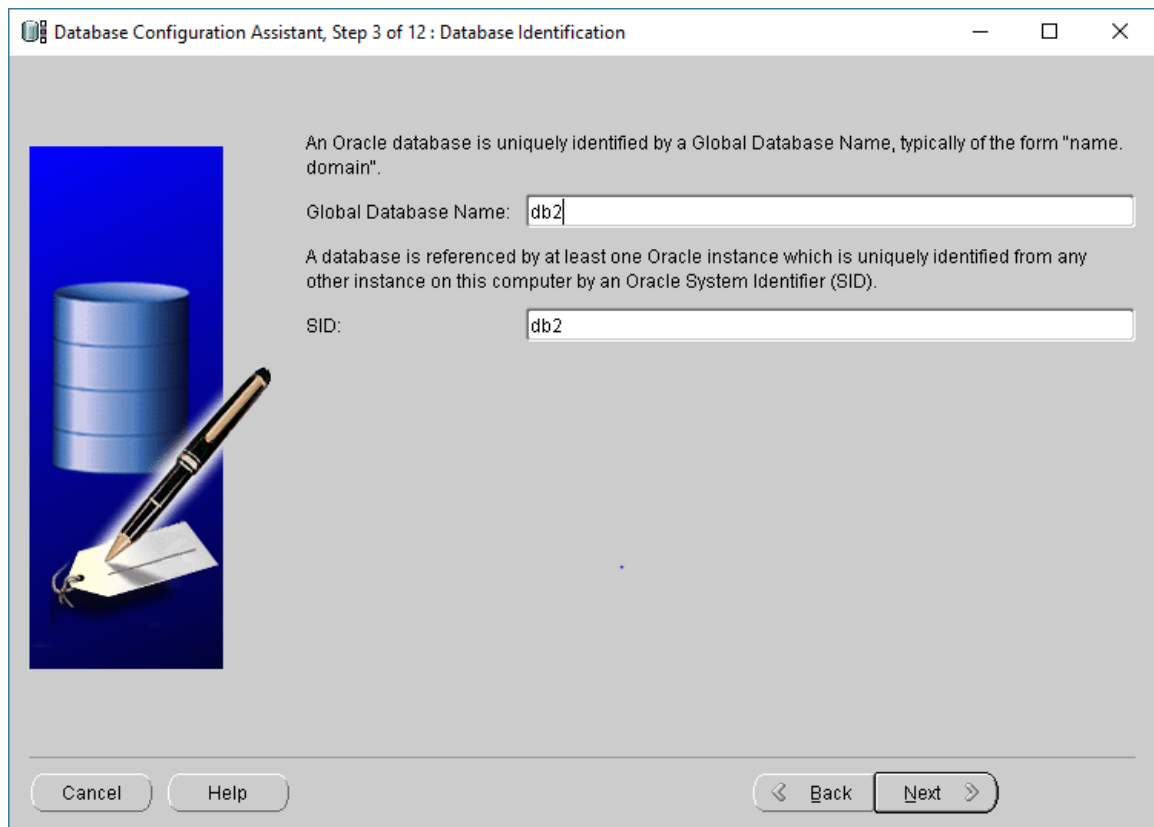 Database Configuration Assistant, Step 3 of 12 : Database Identification
An Oracle database is uniquely identified by a Global Database Name, typically of the form "name.
domain".
Global Database Name: db2
A database is referenced by at least one Oracle instance which is uniquely identified from any
other instance on this computer by an Oracle System Identifier (SID).
SID: db2
Cancel Help Back Next